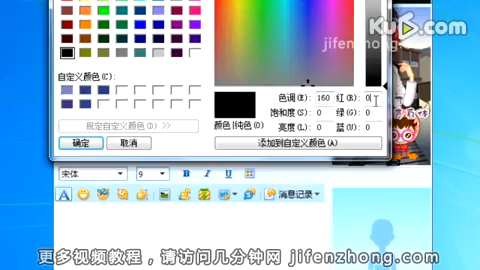 Ku6.com
jifenzhong.com
自定义颜色(C):
规定自定义颜色(D) >>
确定 取消
颜色|纯色(O)
色调(E): 160 红(R): 0
饱和度(S): 0 绿(G): 0
亮度(L): 0 蓝(U): 0
添加到自定义颜色(A)
宋体 9 B I U 消息记录
更多视频教程，请访问几分钟网 jifenzhong.com